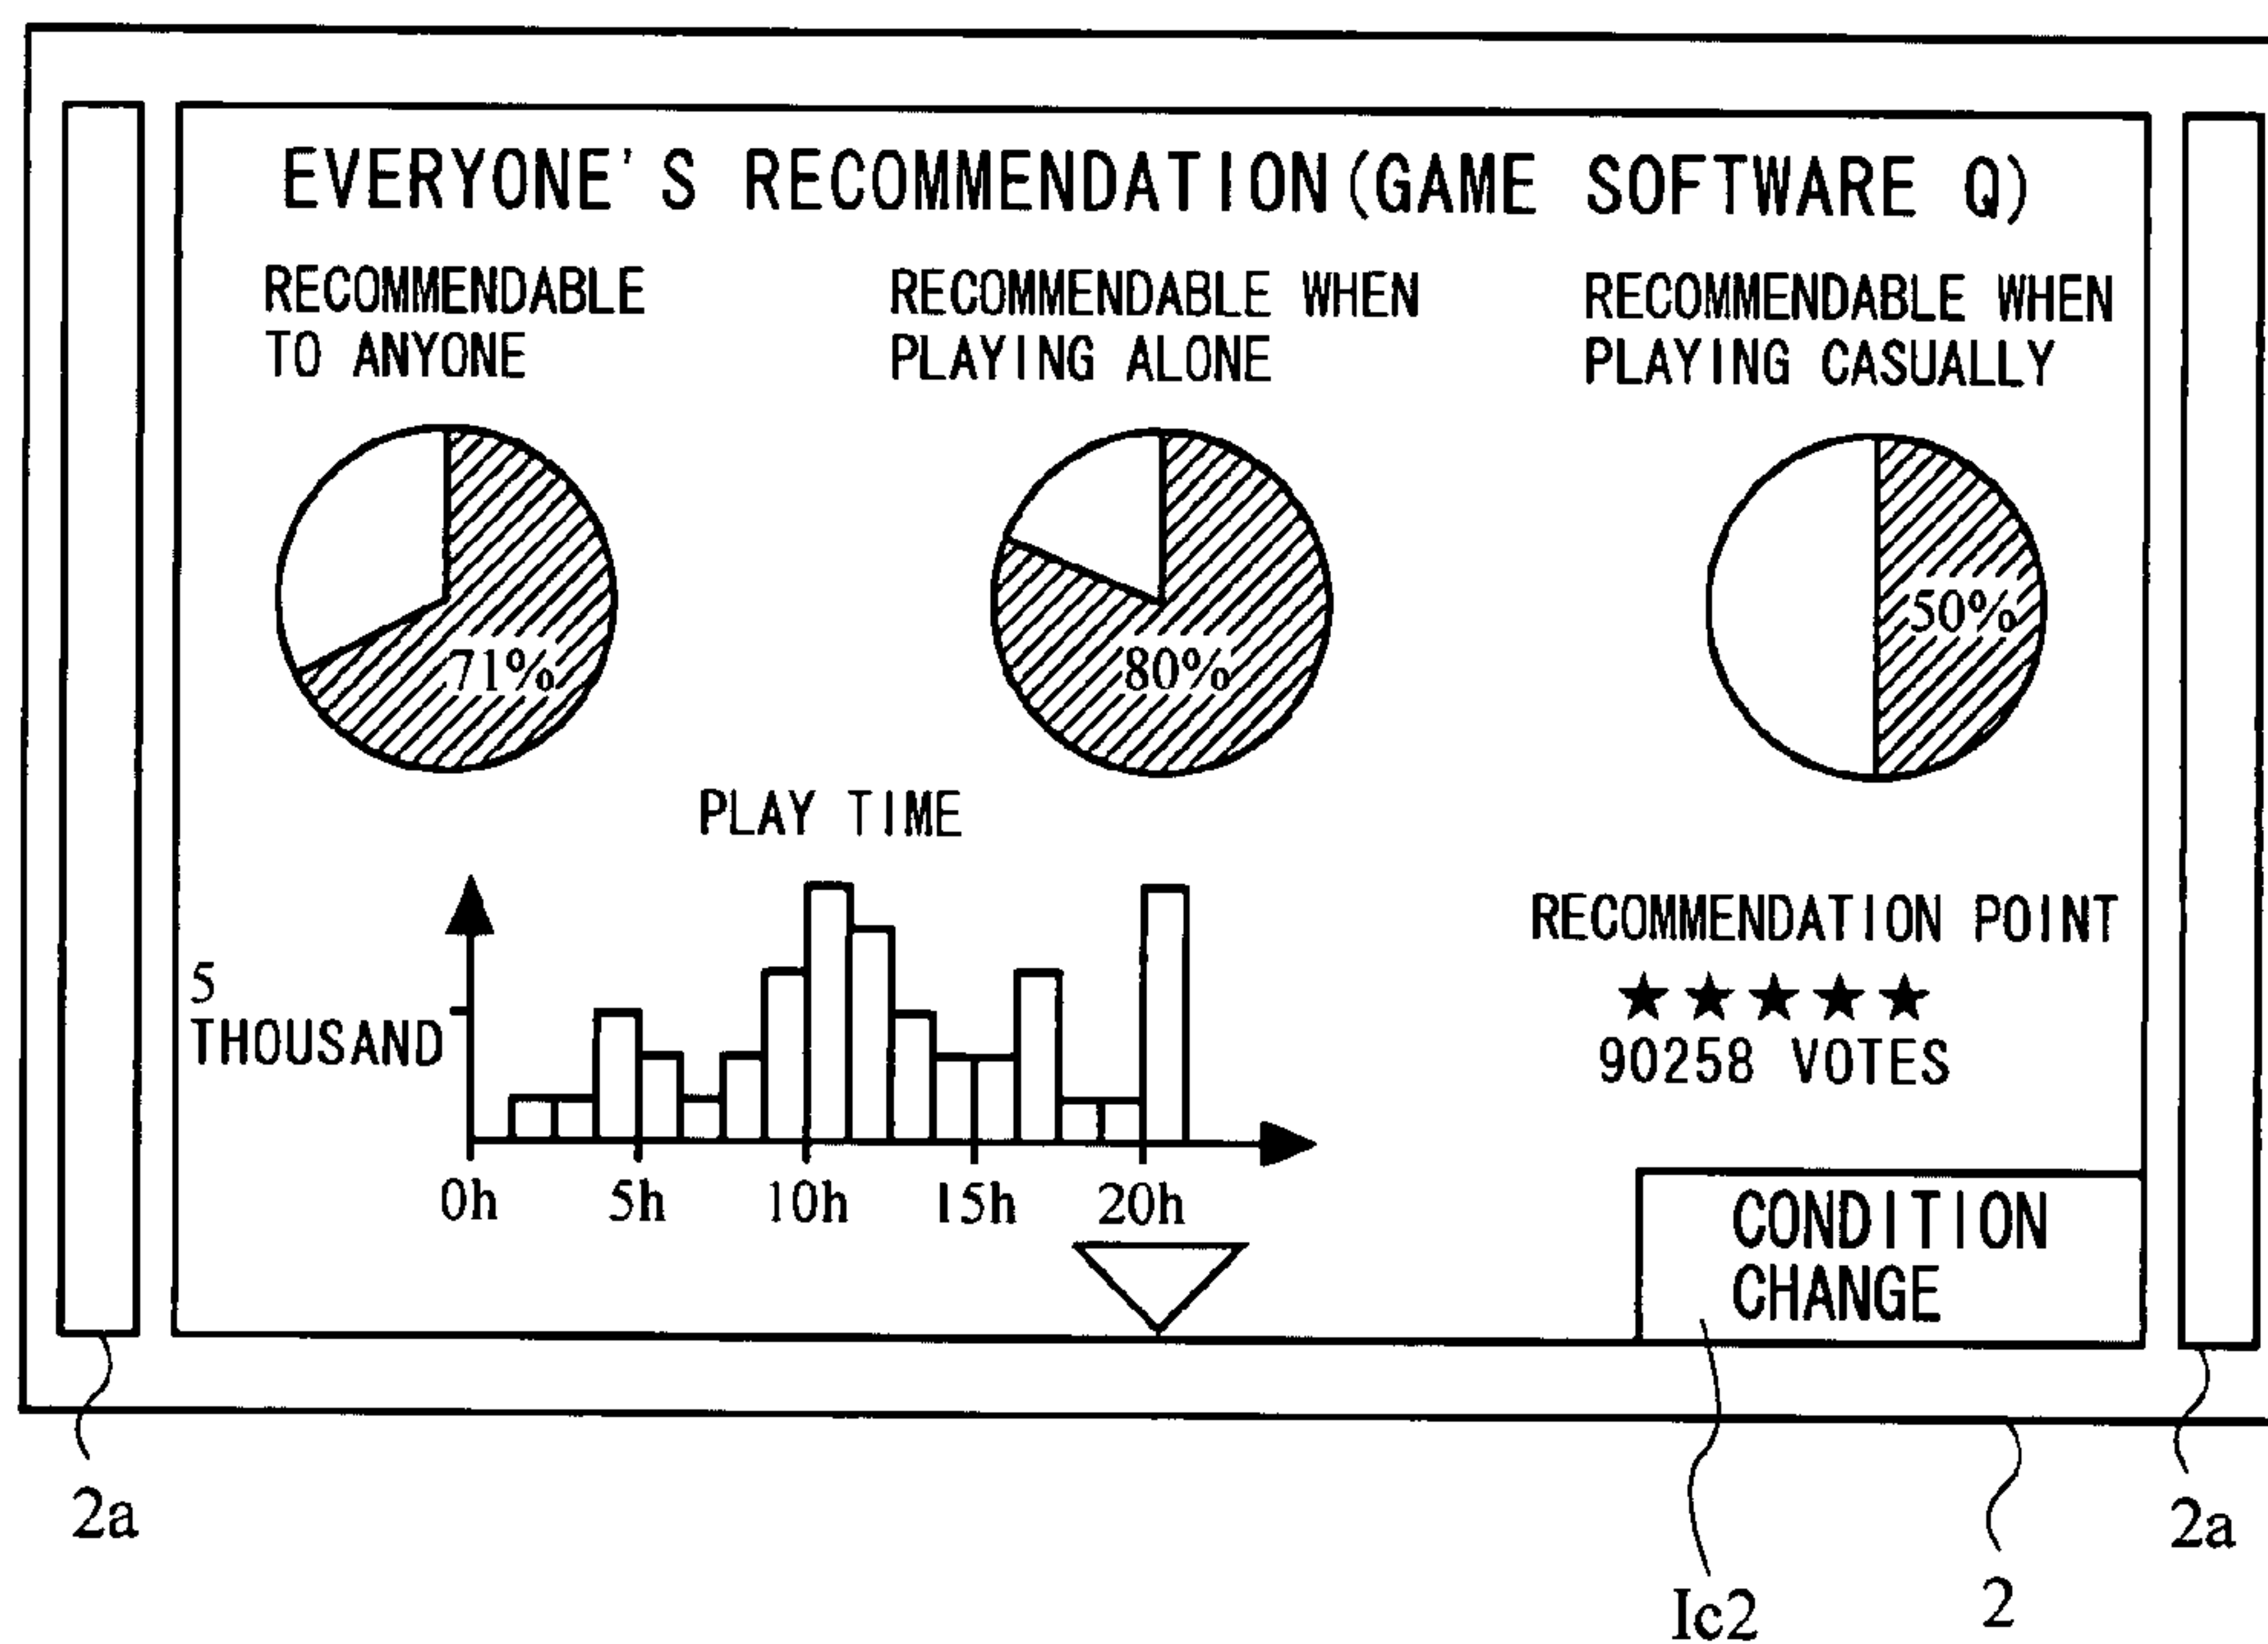 EVERYONE'S RECOMMENDATION(GAME SOFTWARE Q)
RECOMMENDABLE
TO ANYONE
RECOMMENDABLE WHEN
PLAYING ALONE
RECOMMENDABLE WHEN
PLAYING CASUALLY
71%
80%
50%
PLAY TIME
5
THOUSAND
0h 5h 10h 15h 20h
RECOMMENDATION POINT
★★★★★
90258 VOTES
CONDITION
CHANGE
2a
Ic2
2
2a